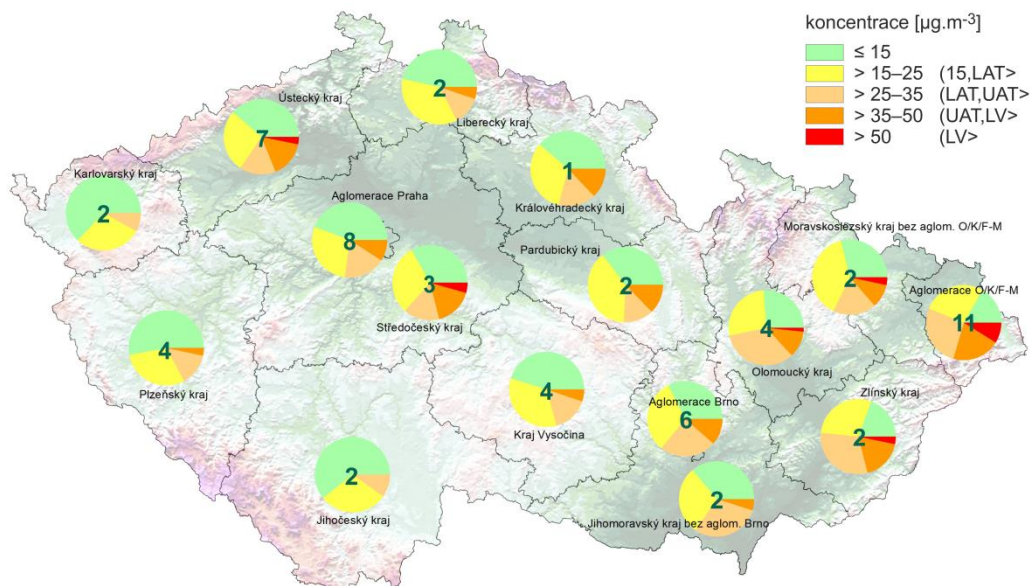 koncentrace [µg.m-³]
≤ 15
> 15–25 (15,LAT>
> 25–35 (LAT,UAT>
> 35–50 (UAT,LV>
> 50 (LV>
2
Liberecký kraj
Ústecký kraj
7
Karlovarský kraj
2
1
Královéhradecký kraj
Aglomerace Praha
8
3
Středočeský kraj
Pardubický kraj
2
Moravskoslezský kraj bez aglom. O/K/F-M
2
Aglomerace O/K/F-M
11
4
Olomoucký kraj
4
Plzeňský kraj
4
Kraj Vysočina
Aglomerace Brno
6
Zlínský kraj
2
2
Jihočeský kraj
2
Jihomoravský kraj bez aglom. Brno